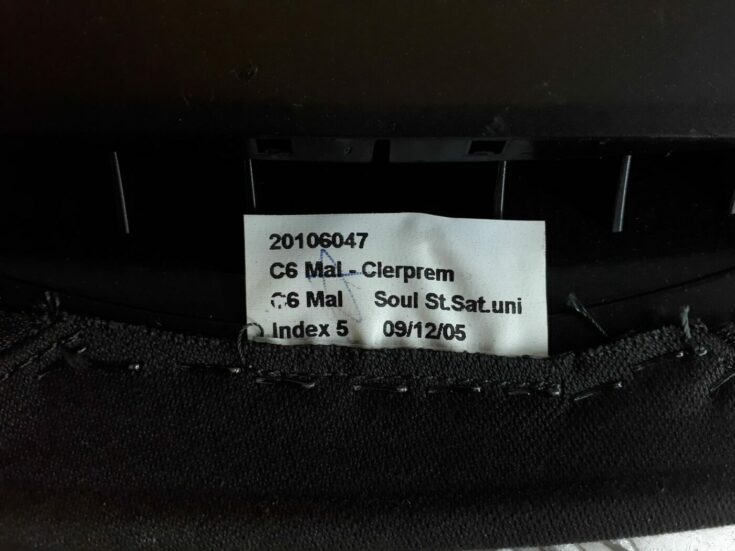 20106047
C6 Mal - Clerprem
C6 Mal Soul St.Sat.uni
Index 5 09/12/05